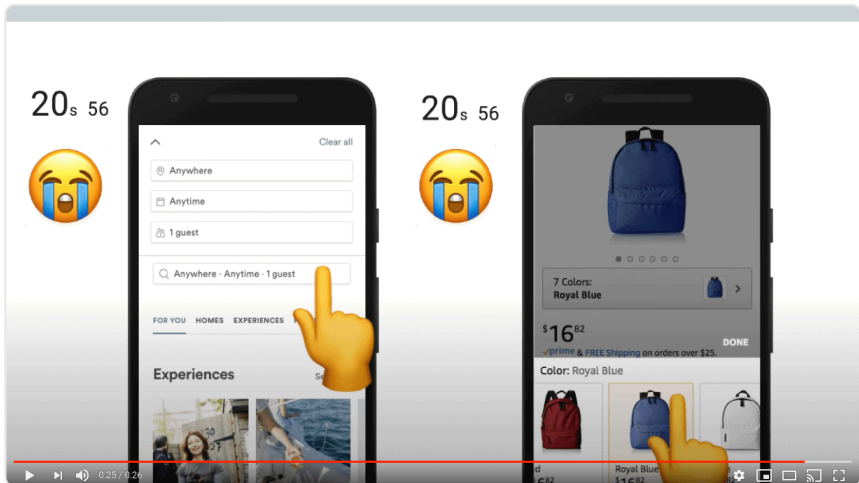 20s 56
Clear all
Anywhere
Anytime
1 guest
Anywhere · Anytime · 1 guest
FOR YOU HOMES EXPERIENCES
Experiences
20s 56
7 Colors:
Royal Blue
$16 82
DONE
prime & FREE Shipping on orders over $25.
Color: Royal Blue
Royal Blue
0:25 / 0:26